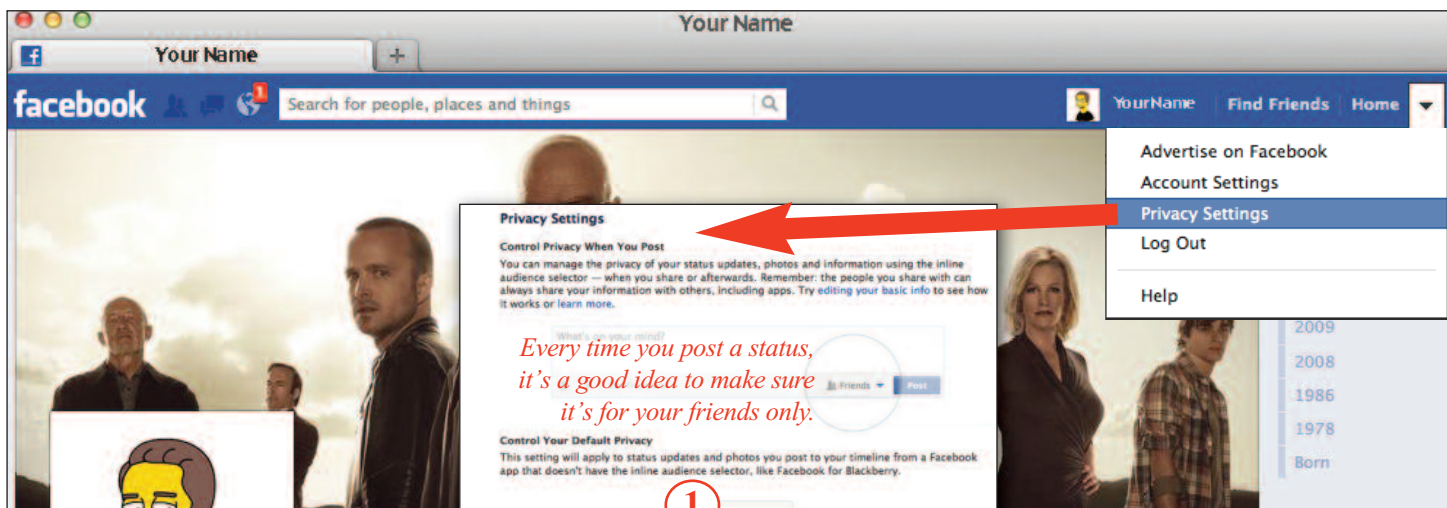 Your Name
Your Name
+
facebook
1
Search for people, places and things
YourName Find Friends Home
Advertise on Facebook
Account Settings
Privacy Settings
Log Out
Help
2009
2008
1986
1978
Born
Privacy Settings
Control Privacy When You Post
You can manage the privacy of your status updates, photos and information using the inline
audience selector — when you share or afterwards. Remember: the people you share with can
always share your information with others, including apps. Try editing your basic info to see how
it works or learn more.
What's on your mind?
Every time you post a status,
it's a good idea to make sure
it's for your friends only.
Friends Post
Control Your Default Privacy
This setting will apply to status updates and photos you post to your timeline from a Facebook
app that doesn't have the inline audience selector, like Facebook for Blackberry.
1